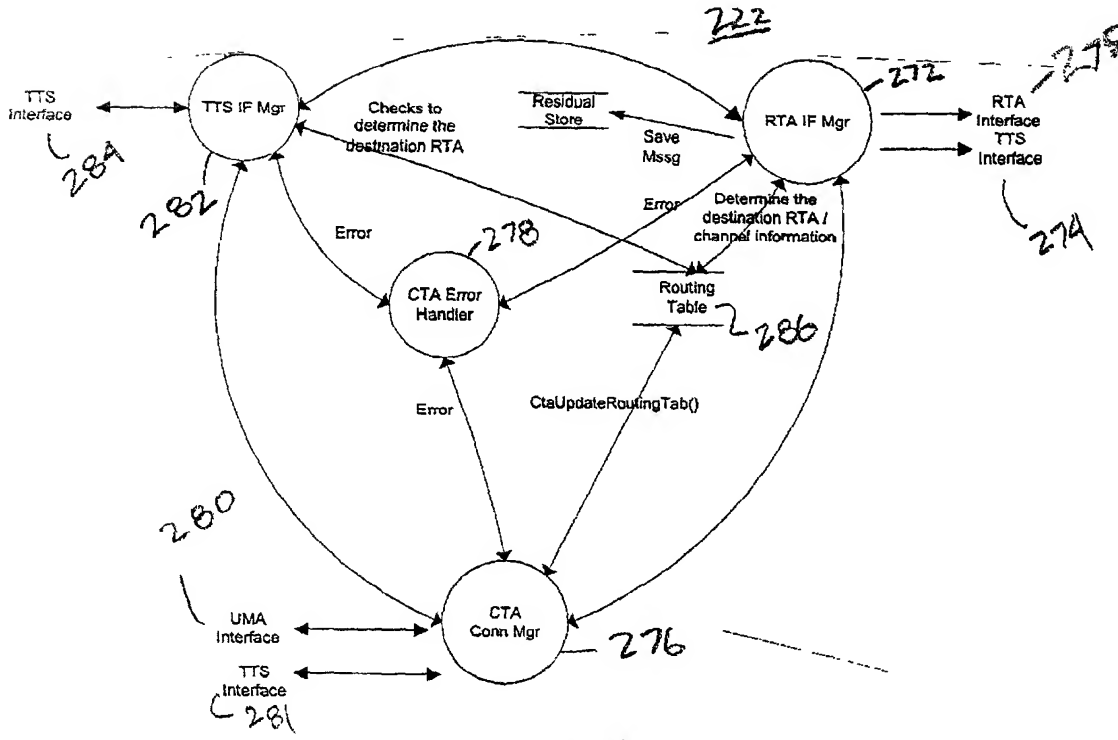 222
TTS
Interface
284
TTS IF Mgr
282
Checks to
determine the
destination RTA
Residual
Store
Save
Mssg
RTA IF Mgr
272
RTA
Interface
TTS
Interface
274
Error
Error
Determine the
destination RTA /
channel information
278
CTA Error
Handler
Routing
Table
286
Error
CtaUpdateRoutingTab()
280
UMA
Interface
TTS
Interface
281
CTA
Conn Mgr
276